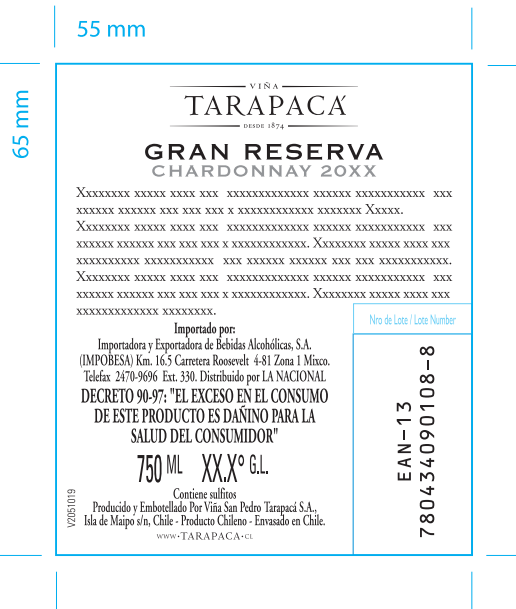 55 mm
65 mm
VIÑA
TARAPACÁ
DESDE 1874
GRAN RESERVA
CHARDONNAY 20XX
Xxxxxxxx xxxxx xxxx xxx xxxxxxxxxxxxx xxxxxx xxxxxxxxxxx xxx
xxxxxx xxxxxx xxx xxx xxx x xxxxxxxxxxxx xxxxxxx Xxxxx.
Xxxxxxxx xxxxx xxxx xxx xxxxxxxxxxxxx xxxxxx xxxxxxxxxxx xxx
xxxxxx xxxxxx xxx xxx xxx x xxxxxxxxxxxx. Xxxxxxxx xxxxx xxxx xxx
xxxxxxxxxx xxxxxxxxxxx xxx xxxxxx xxxxxx xxx xxx xxxxxxxxxxx.
Xxxxxxxx xxxxx xxxx xxx xxxxxxxxxxxxx xxxxxx xxxxxxxxxxx xxx
xxxxxx xxxxxx xxx xxx xxx x xxxxxxxxxxxx. Xxxxxxxx xxxxx xxxx xxx
xxxxxxxxxxxxx xxxxxxxx.
Importado por:
Importadora y Exportadora de Bebidas Alcohólicas, S.A.
(IMPOBESA) Km. 16.5 Carretera Roosevelt 4-81 Zona 1 Mixco.
Telefax 2470-9696 Ext. 330. Distribuido por LA NACIONAL
DECRETO 90-97: "EL EXCESO EN EL CONSUMO
DE ESTE PRODUCTO ES DAÑINO PARA LA
SALUD DEL CONSUMIDOR"
750 ML XX.X° G.L.
Contiene sulfitos
Producido y Embotellado Por Viña San Pedro Tarapacá S.A.,
Isla de Maipo s/n, Chile - Producto Chileno - Envasado en Chile.
WWW•TARAPACA•CL
V2051019
Nro de Lote / Lote Number
EAN-13
780434090108-8